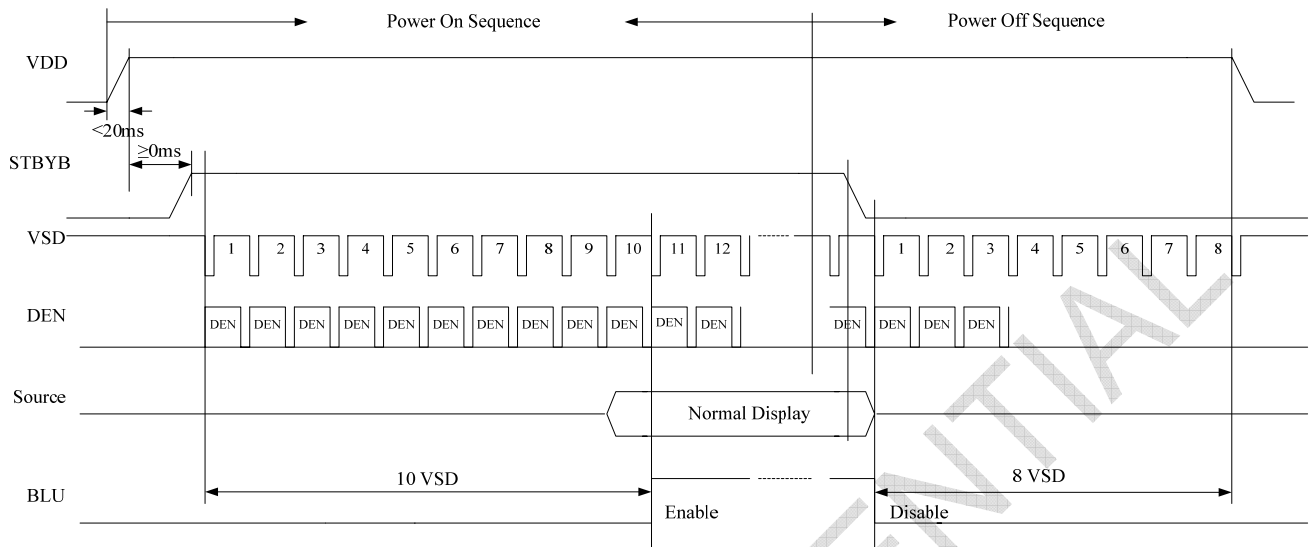 Power On Sequence
Power Off Sequence
VDD
<20ms
≥0ms
STBYB
VSD
1 2 3 4 5 6 7 8 9 10 11 12 1 2 3 4 5 6 7 8
DEN
DEN DEN DEN DEN DEN DEN DEN DEN DEN DEN DEN DEN DEN DEN DEN DEN
Source
Normal Display
10 VSD
8 VSD
BLU
Enable
Disable
ENTIAL